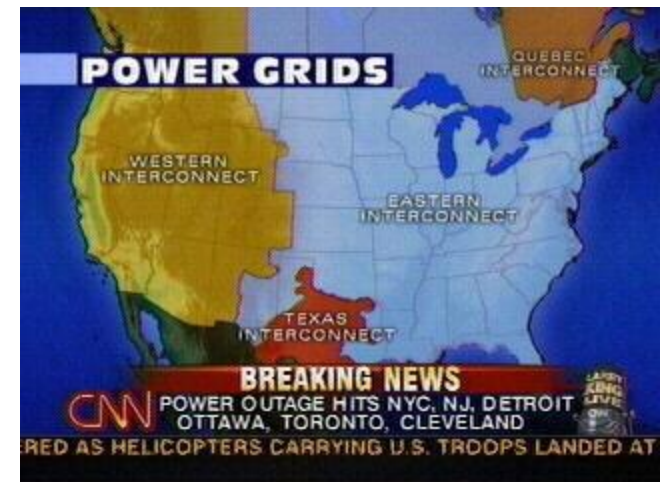 POWER GRIDS
QUEBEC
INTERCONNECT
WESTERN
INTERCONNECT
EASTERN
INTERCONNECT
TEXAS
INTERCONNECT
BREAKING NEWS
CNN
POWER OUTAGE HITS NYC, NJ, DETROIT
OTTAWA, TORONTO, CLEVELAND
LARRY
KING
LIVE
ERED AS HELICOPTERS CARRYING U.S. TROOPS LANDED AT